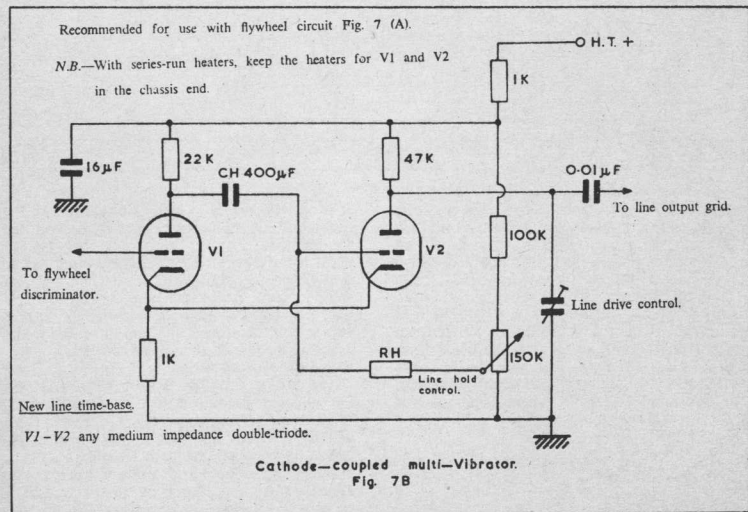 Recommended for use with flywheel circuit Fig. 7 (A).
H.T. +
N.B.—With series-run heaters, keep the heaters for V1 and V2
in the chassis end.
1K
16µF
22K
CH 400µF
47K
0·01µF
To line output grid.
V1
V2
100K
To flywheel
discriminator.
Line drive control.
1K
RH
150K
Line hold
control.
New line time-base.
V1–V2 any medium impedance double-triode.
Cathode—coupled multi—Vibrator.
Fig. 7B